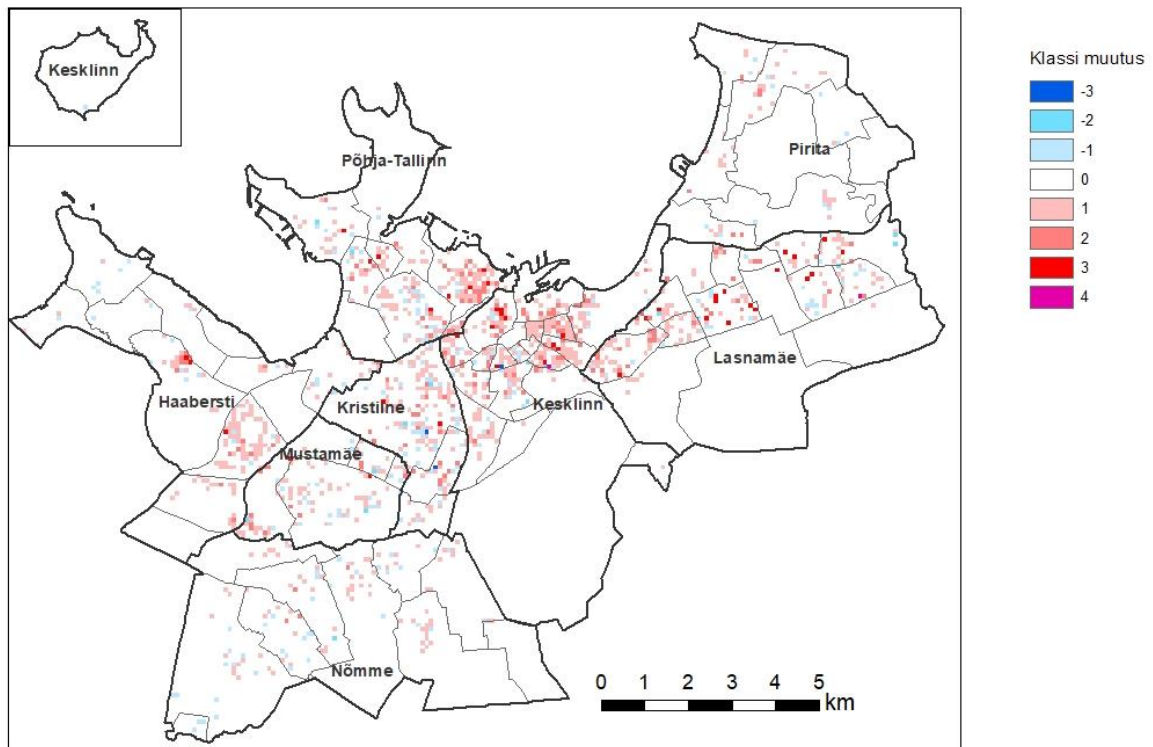 Kesklinn
Põhja-Tallinn
Pirita
Lasnamäe
Haabersti
Kristiine
Kesklinn
Mustamäe
Nõmme
0 1 2 3 4 5
km
Klassi muutus
-3
-2
-1
0
1
2
3
4